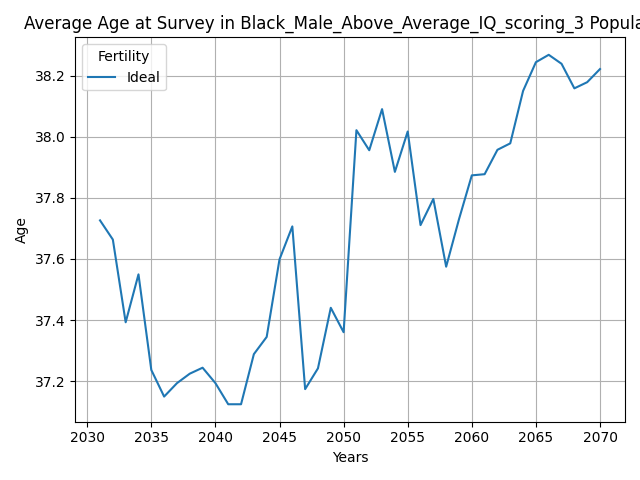 Average Age at Survey in Black_Male_Above_Average_IQ_scoring_3 Popula
Fertility
Ideal
38.2
38.0
37.8
37.6
37.4
37.2
Age
2030 2035 2040 2045 2050 2055 2060 2065 2070
Years